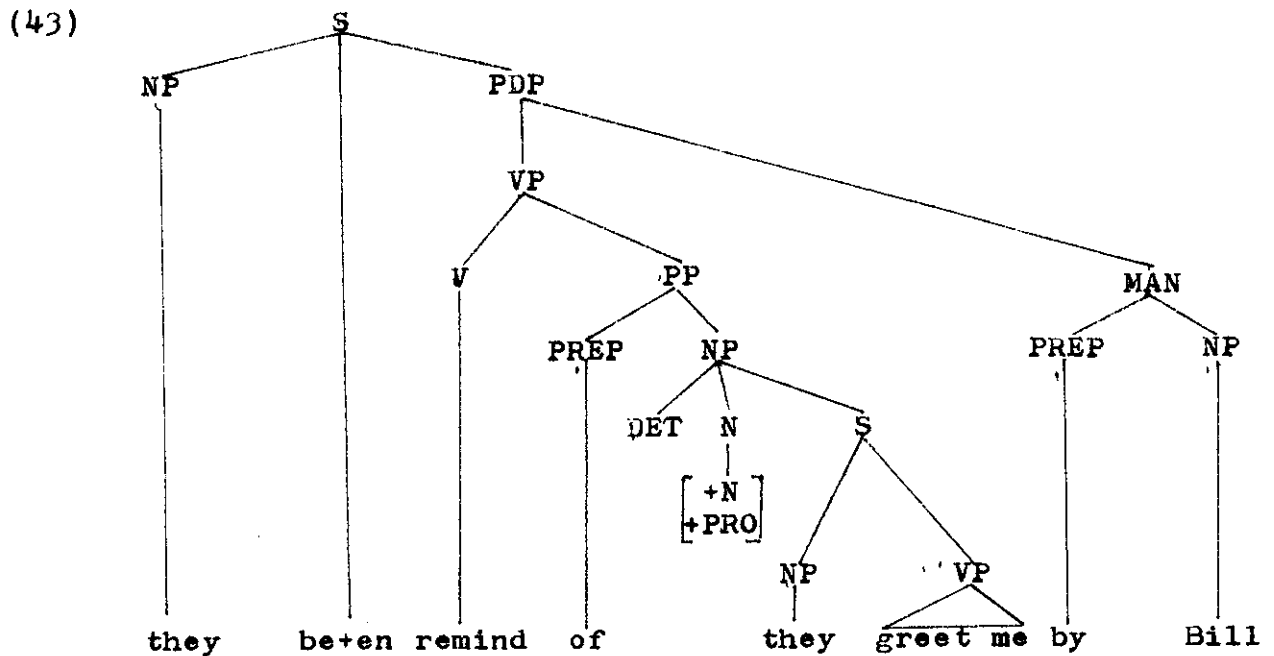 (43)
S
NP PDP
VP
V PP MAN
PREP NP PREP NP
DET N S
[+N
+PRO]
NP VP
they be+en remind of they greet me by Bill